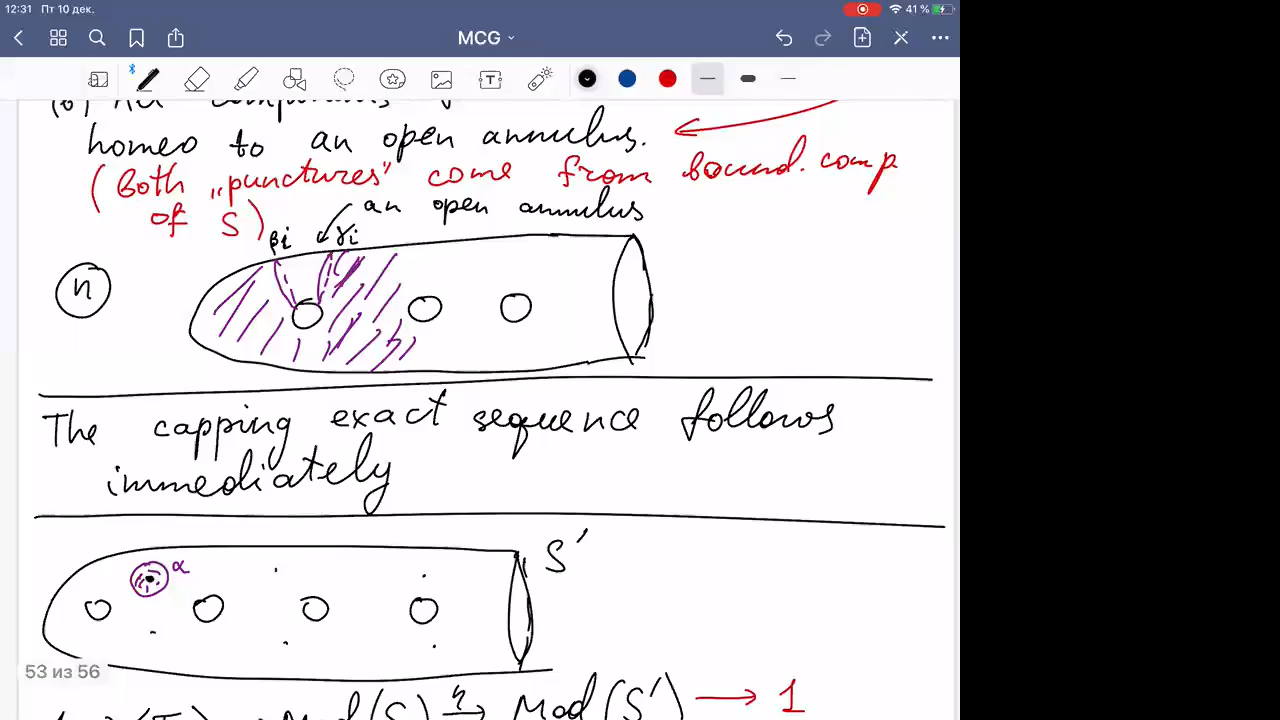 12:31 Пт 10 дек. 41 %
MCG
homeo to an open annulus.
(Both „punctures" come from bound. comp
of S)
an open annulus
βi γi
n
The capping exact sequence follows
immediately
S'
α
53 из 56
Mod(S) η→ Mod(S') → 1